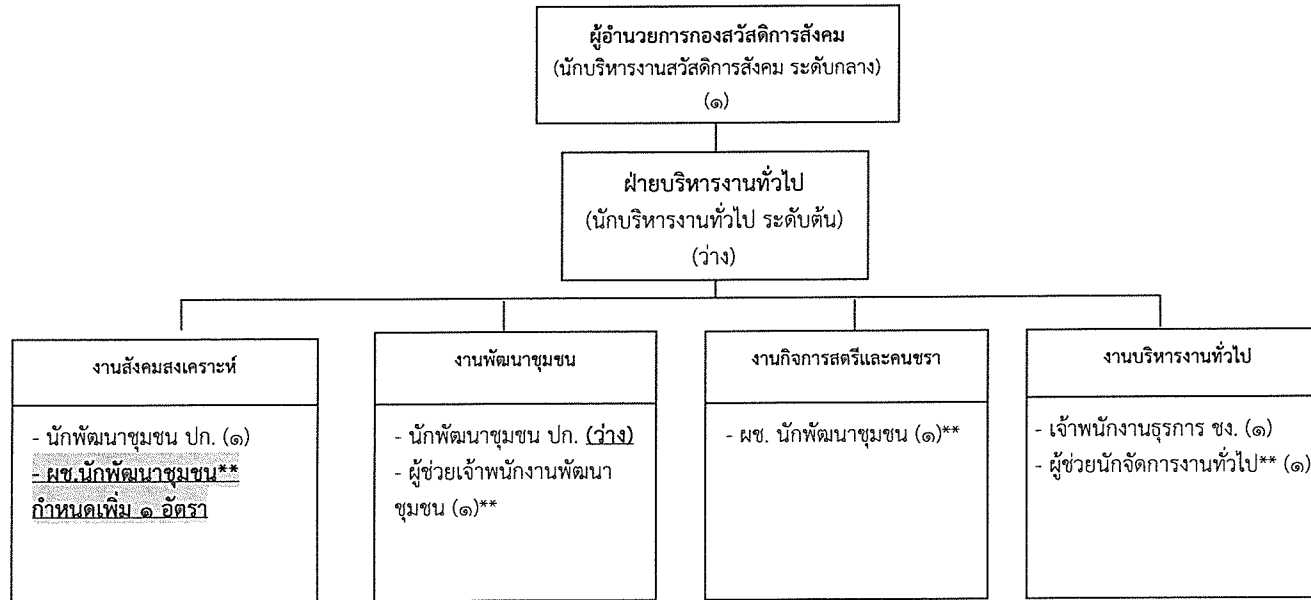 ผู้อำนวยการกองสวัสดิการสังคม
(นักบริหารงานสวัสดิการสังคม ระดับกลาง)
(๑)
ฝ่ายบริหารงานทั่วไป
(นักบริหารงานทั่วไป ระดับต้น)
(ว่าง)
งานสังคมสงเคราะห์
- นักพัฒนาชุมชน ปก. (๑)
- ผช.นักพัฒนาชุมชน**
กำหนดเพิ่ม ๑ อัตรา
งานพัฒนาชุมชน
- นักพัฒนาชุมชน ปก. (ว่าง)
- ผู้ช่วยเจ้าพนักงานพัฒนา
ชุมชน (๑)**
งานกิจการสตรีและคนชรา
- ผช. นักพัฒนาชุมชน (๑)**
งานบริหารงานทั่วไป
- เจ้าพนักงานธุรการ ชง. (๑)
- ผู้ช่วยนักจัดการงานทั่วไป** (๑)